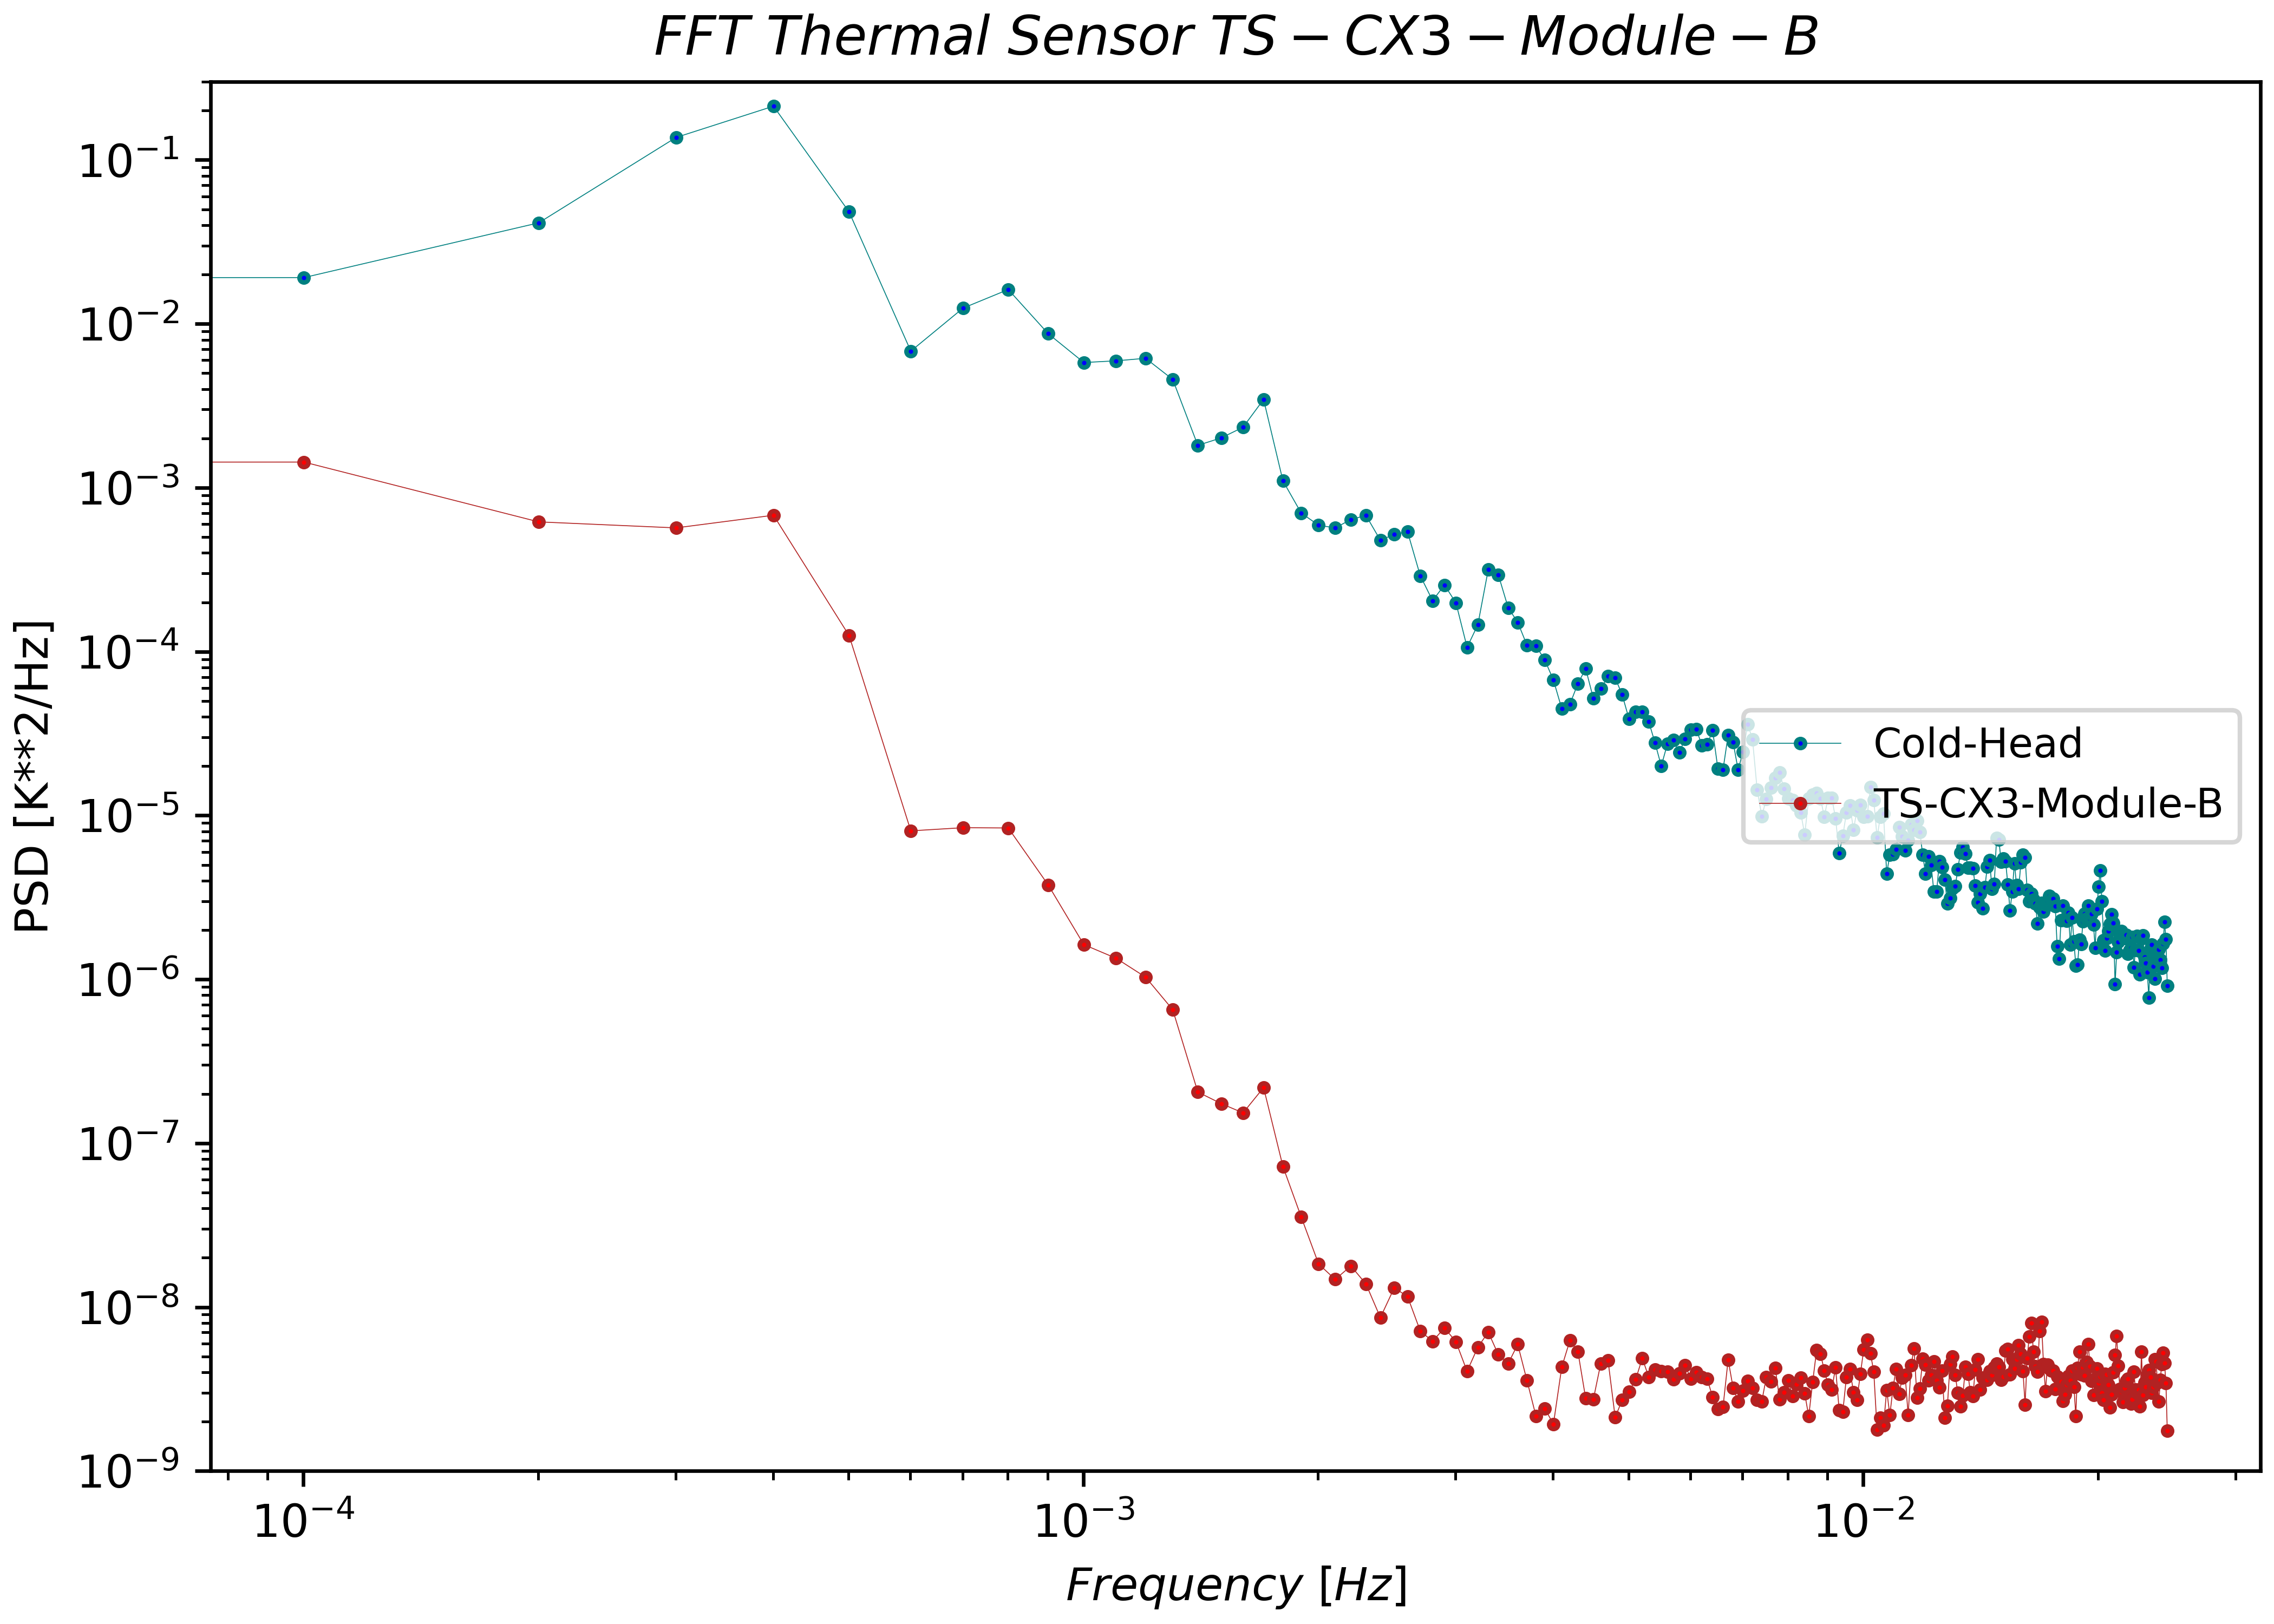 FFT Thermal Sensor TS − CX3 − Module − B
PSD [K**2/Hz]
10⁻¹
10⁻²
10⁻³
10⁻⁴
10⁻⁵
10⁻⁶
10⁻⁷
10⁻⁸
10⁻⁹
Cold-Head
TS-CX3-Module-B
10⁻⁴ 10⁻³ 10⁻²
Frequency [Hz]